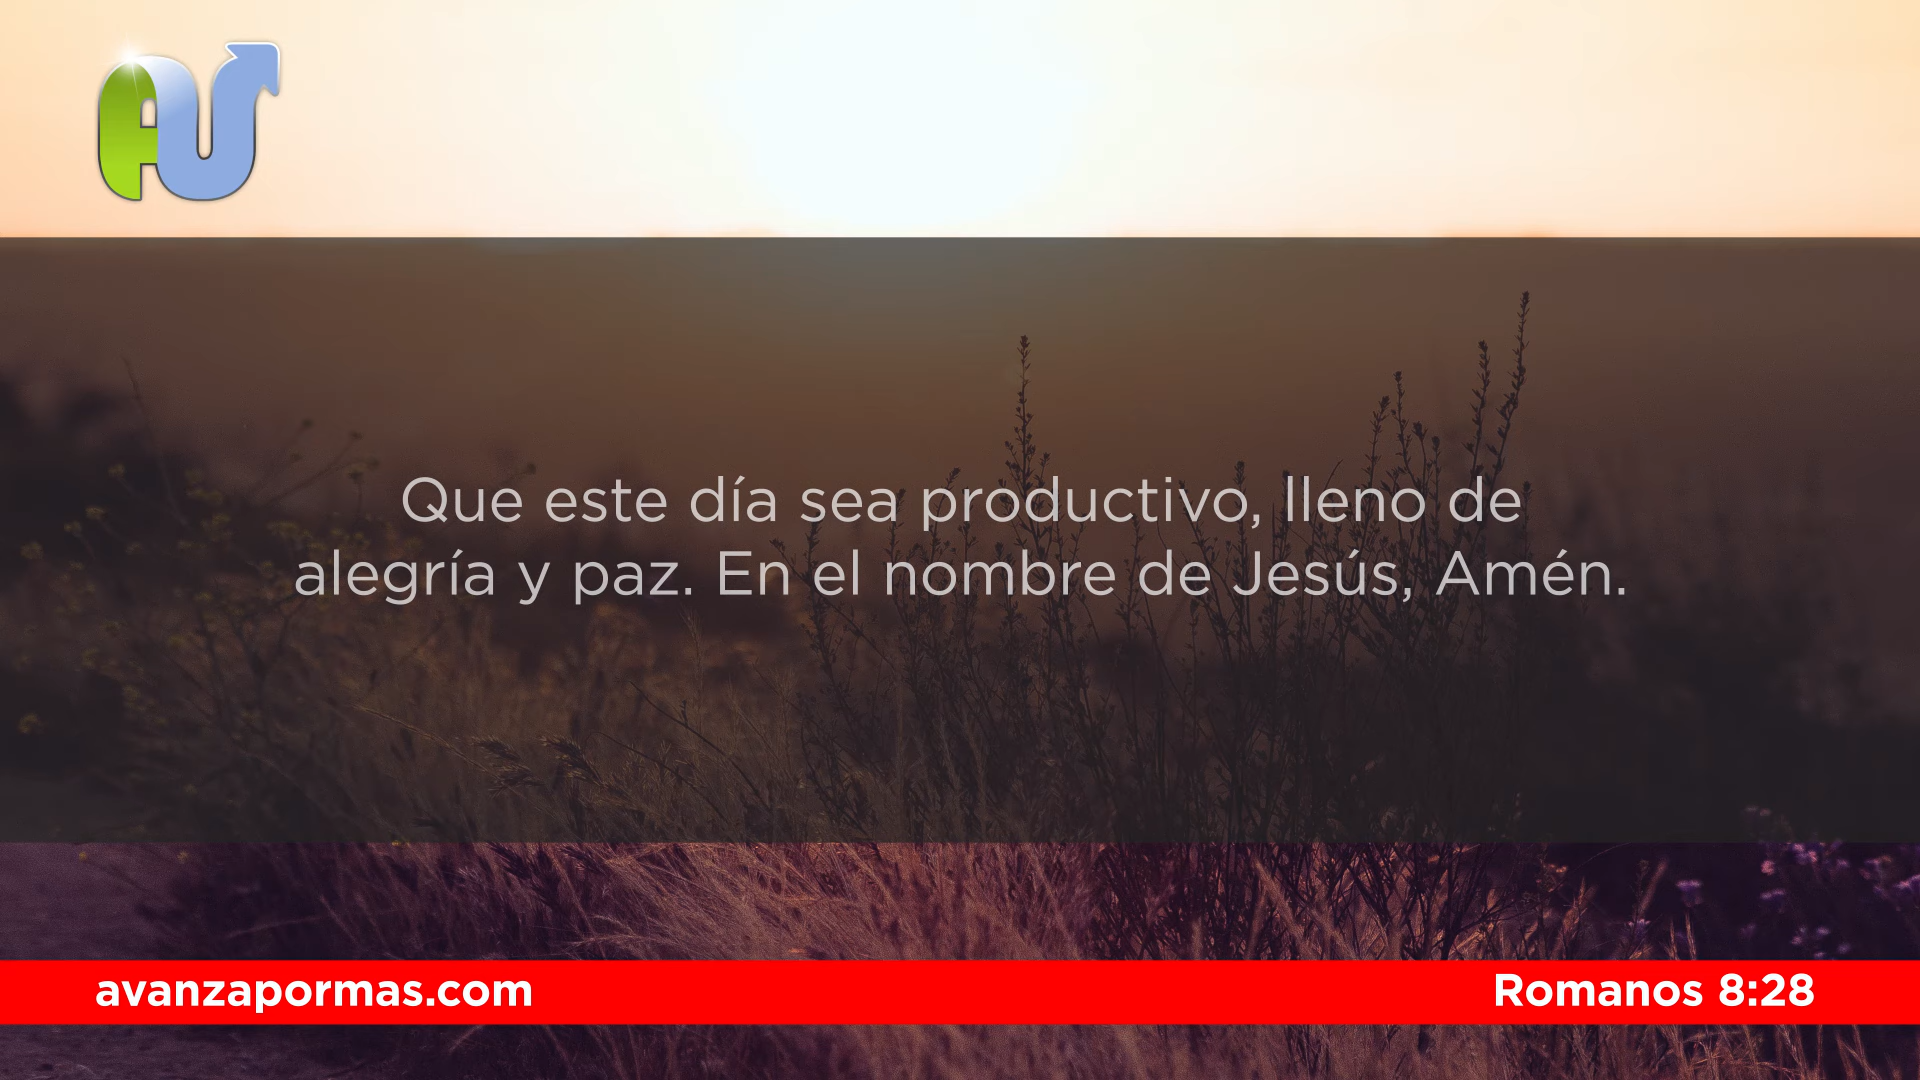 Que este día sea productivo, lleno de
alegría y paz. En el nombre de Jesús, Amén.
avanzapormas.com
Romanos 8:28